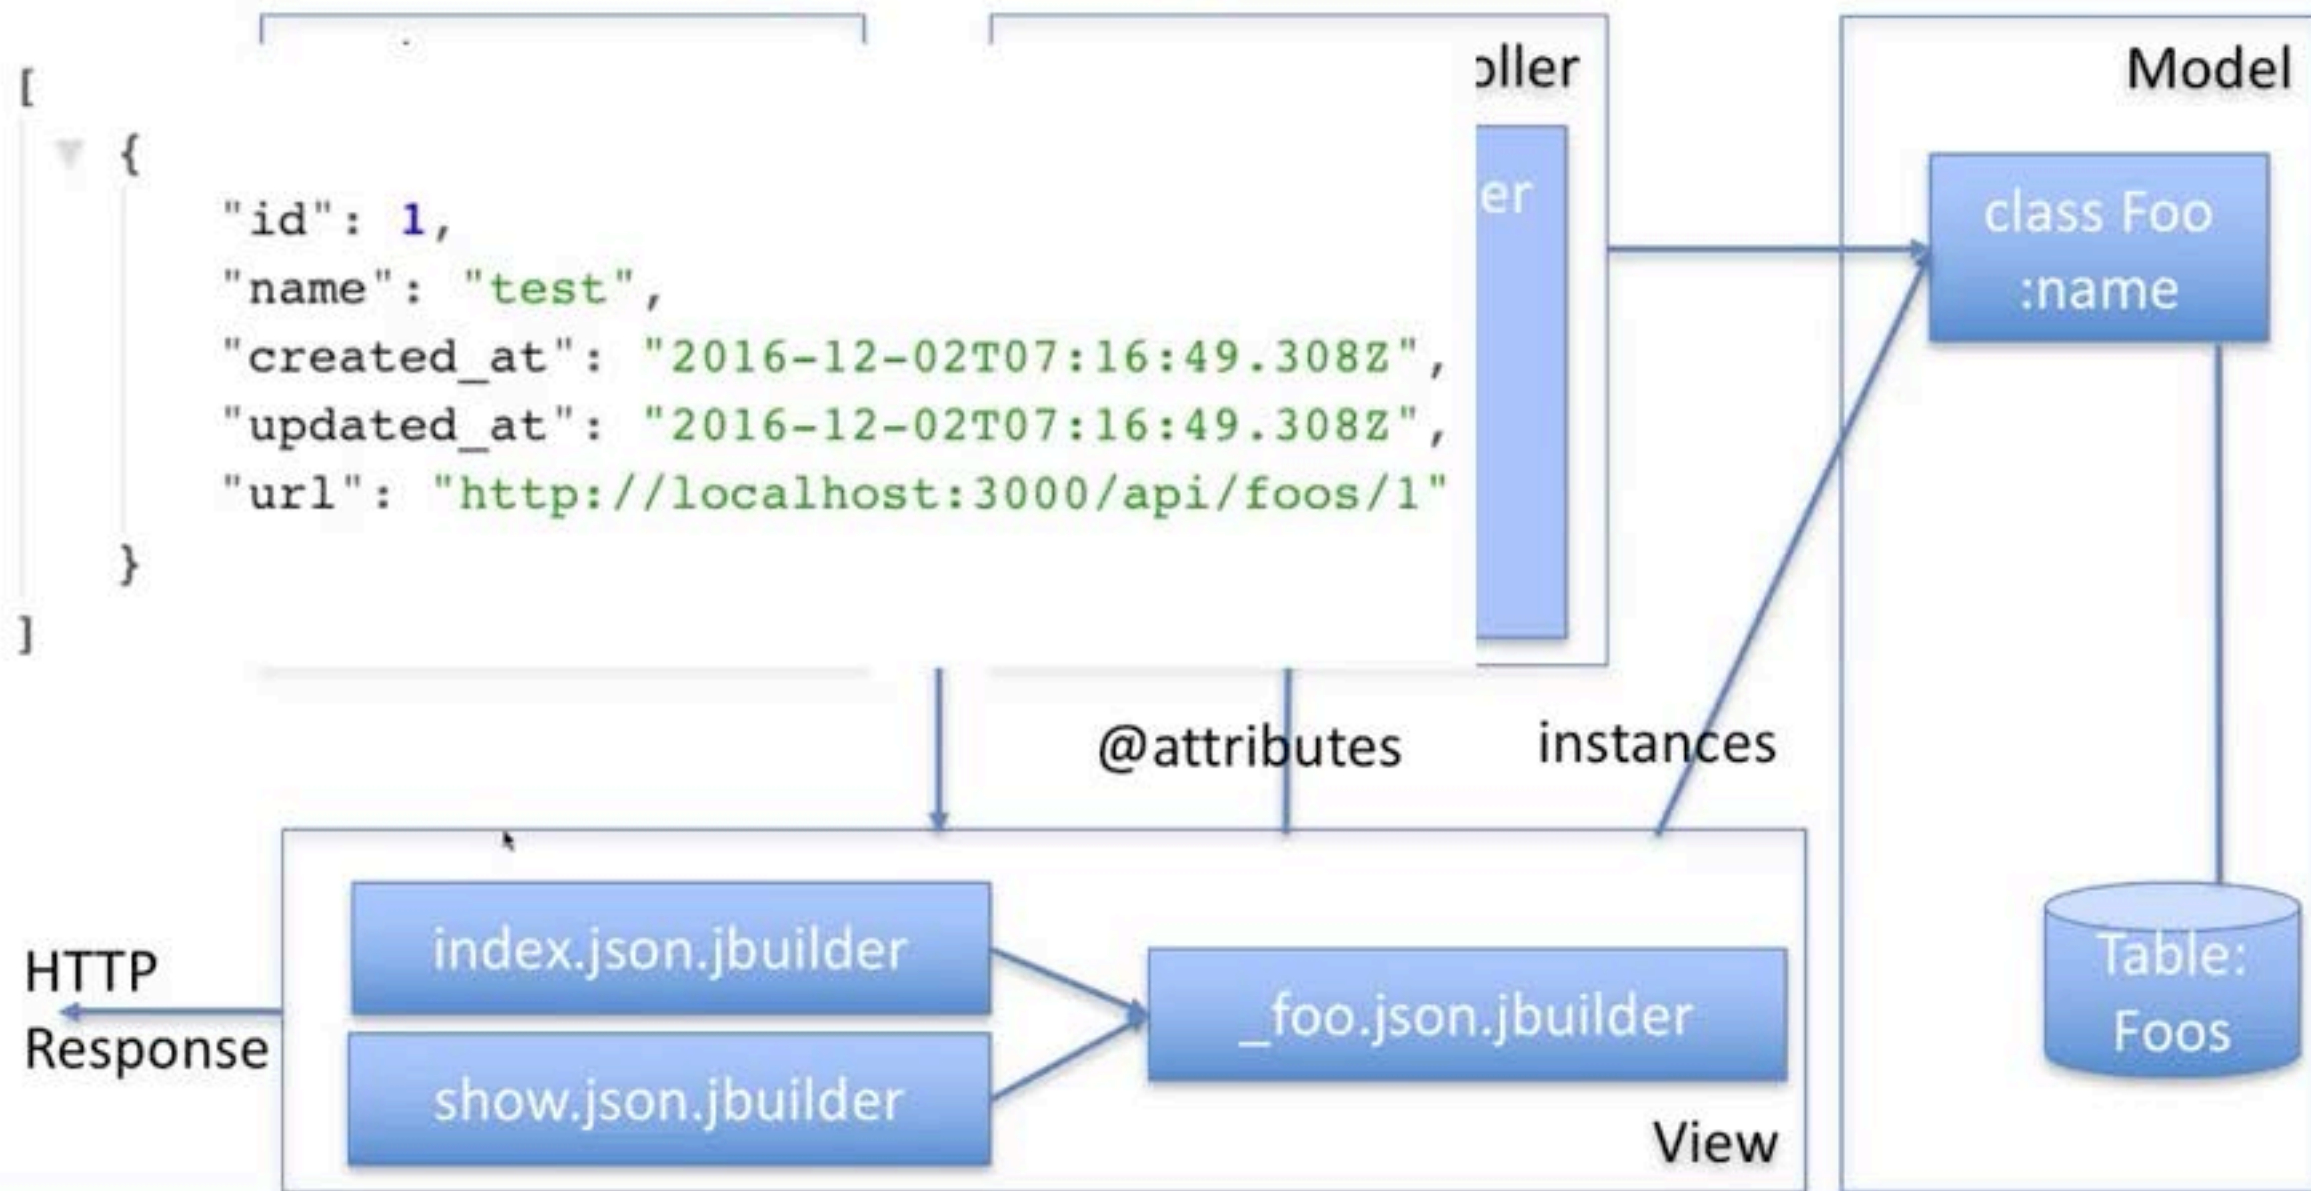 [
{
"id": 1,
"name": "test",
"created_at": "2016-12-02T07:16:49.308Z",
"updated_at": "2016-12-02T07:16:49.308Z",
"url": "http://localhost:3000/api/foos/1"
}
]
oller
er
Model
class Foo
:name
@attributes
instances
HTTP
Response
index.json.jbuilder
show.json.jbuilder
_foo.json.jbuilder
View
Table:
Foos